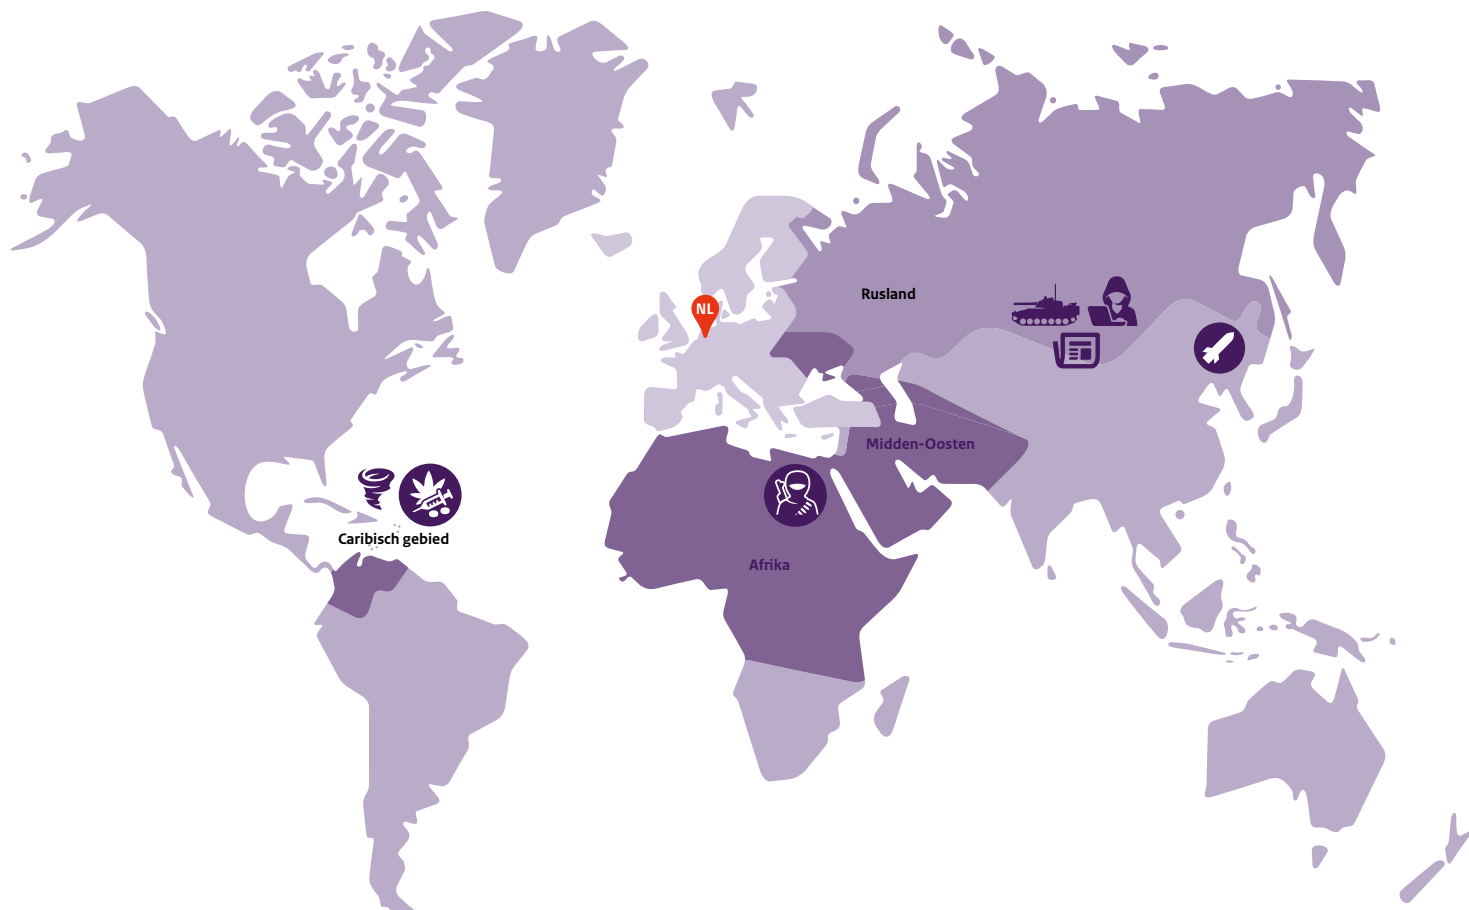 Rusland
NL
Midden-Oosten
Caribisch gebied
Afrika